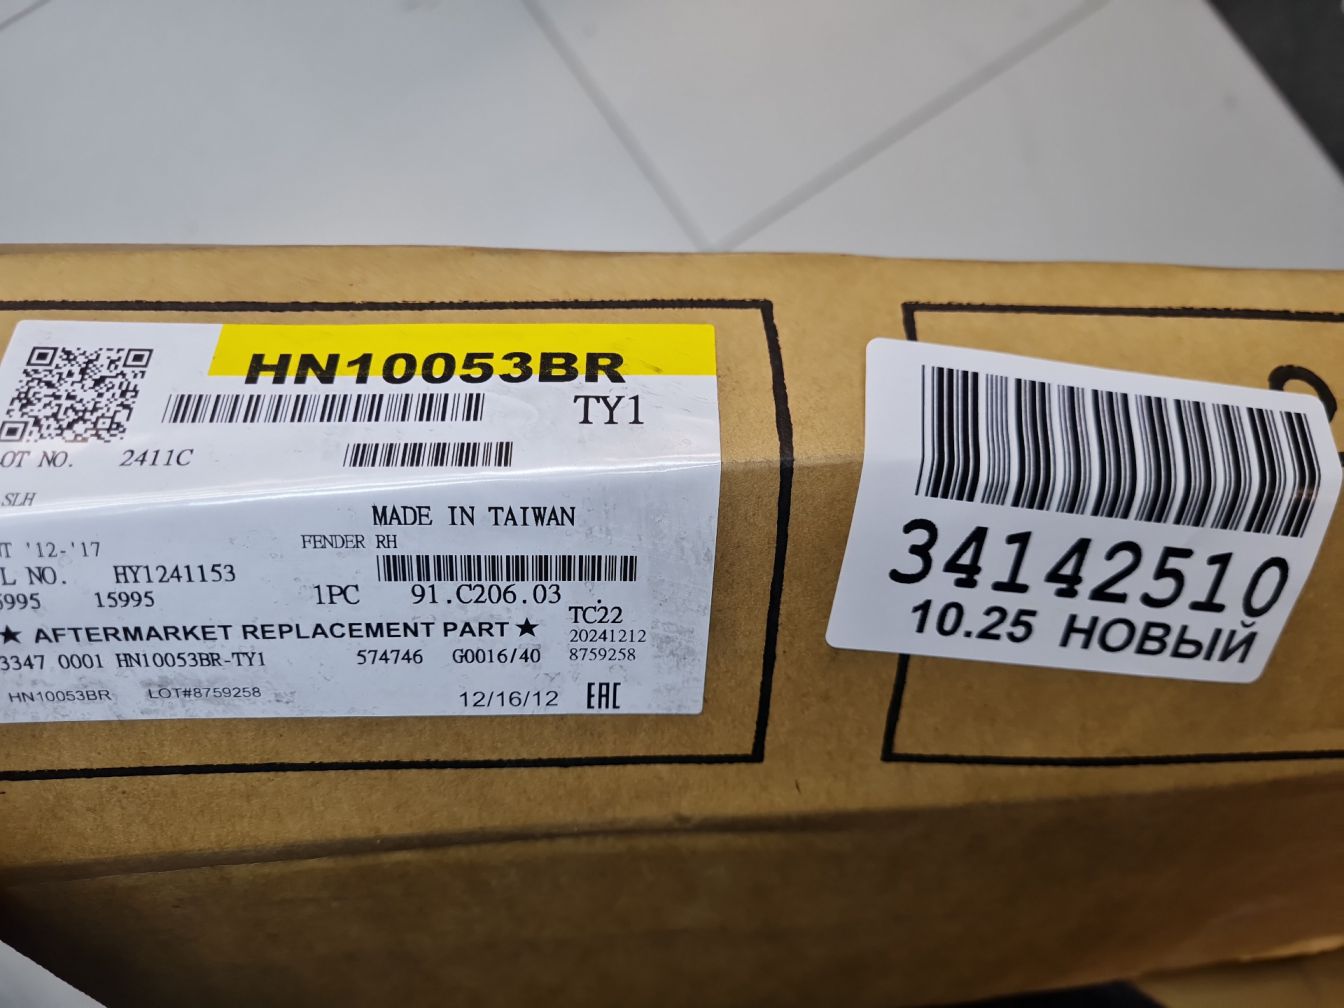 HN10053BR
TY1
OT NO. 2411C
SLH
MADE IN TAIWAN
T '12-'17 FENDER RH
L NO. HY1241153
5995 15995 1PC 91.C206.03
TC22
★ AFTERMARKET REPLACEMENT PART ★ 20241212
3347 0001 HN10053BR-TY1 574746 G0016/40 8759258
HN10053BR LOT#8759258 12/16/12 EAC
34142510
10.25 НОВЫЙ